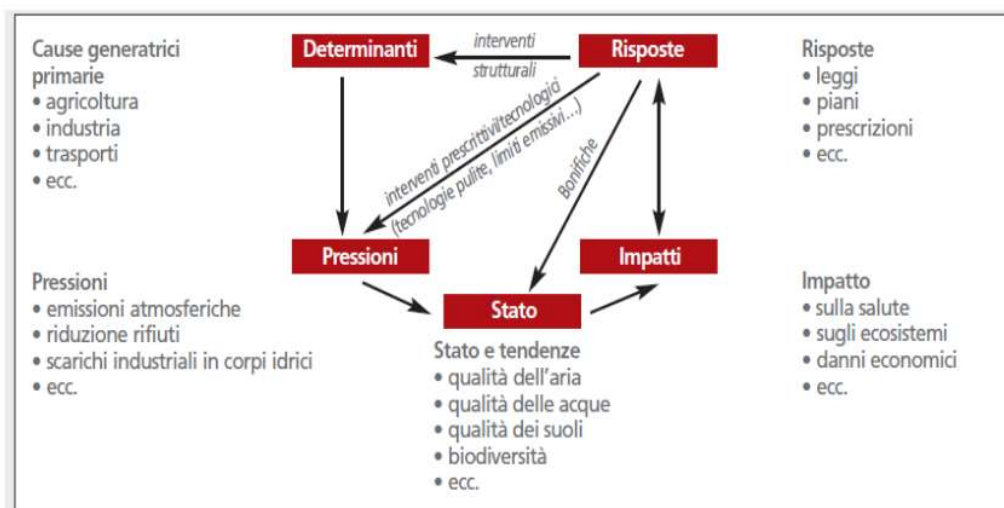 Cause generatrici
primarie
• agricoltura
• industria
• trasporti
• ecc.
Determinanti
interventi
strutturali
Risposte
Risposte
• leggi
• piani
• prescrizioni
• ecc.
interventi prescrittivi/tecnologici
(tecnologie pulite, limiti emissivi...)
Bonifiche
Pressioni
Impatti
Stato
Pressioni
• emissioni atmosferiche
• riduzione rifiuti
• scarichi industriali in corpi idrici
• ecc.
Stato e tendenze
• qualità dell'aria
• qualità delle acque
• qualità dei suoli
• biodiversità
• ecc.
Impatto
• sulla salute
• sugli ecosistemi
• danni economici
• ecc.